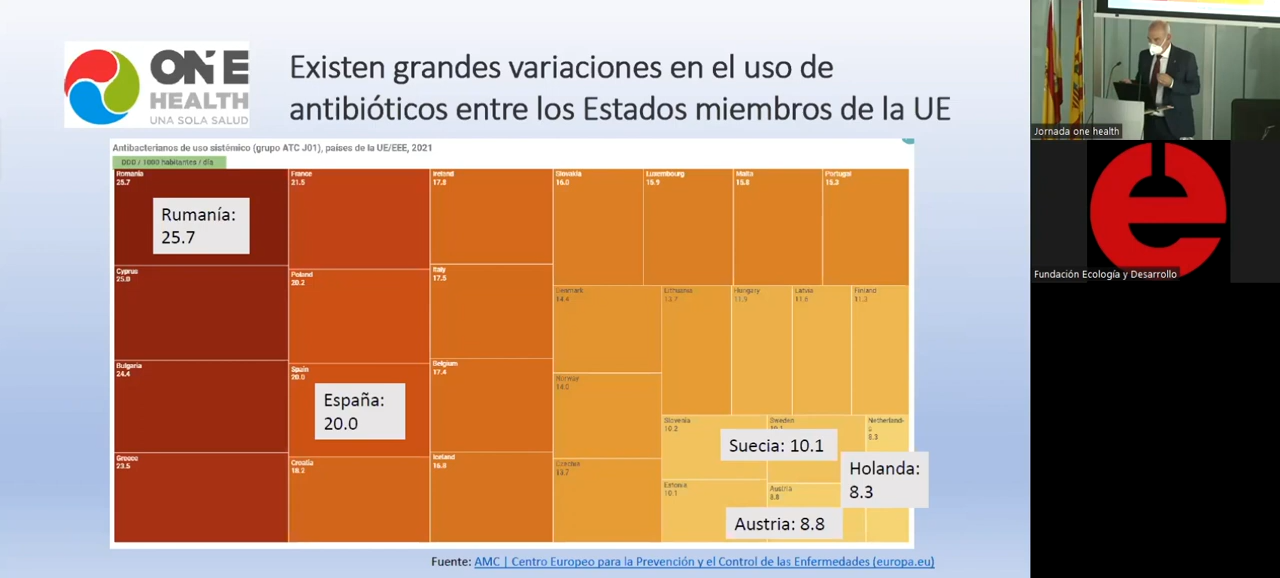 ONE
HEALTH
UNA SOLA SALUD
Existen grandes variaciones en el uso de
antibióticos entre los Estados miembros de la UE
Antibacterianos de uso sistémico (grupo ATC J01), países de la UE/EEE, 2021
DDD / 1000 habitantes / día
Romania
25.7
Rumanía:
25.7
Cyprus
25.0
Bulgaria
24.4
Greece
23.5
France
21.5
Poland
20.2
Spain
20.0
España:
20.0
Croatia
18.2
Ireland
17.8
Italy
17.5
Belgium
17.4
Iceland
16.8
Slovakia
16.0
Luxembourg
15.9
Malta
15.8
Portugal
15.3
Denmark
14.4
Norway
14.0
Czechia
13.7
Lithuania
13.7
Hungary
Latvia
11.6
Finland
11.3
Slovenia
10.2
Estonia
10.1
Sweden
10.1
Suecia: 10.1
Netherland-
s
8.3
Holanda:
8.3
Austria
8.8
Austria: 8.8
Fuente: AMC | Centro Europeo para la Prevención y el Control de las Enfermedades (europa.eu)
Jornada one health
Fundación Ecología y Desarrollo